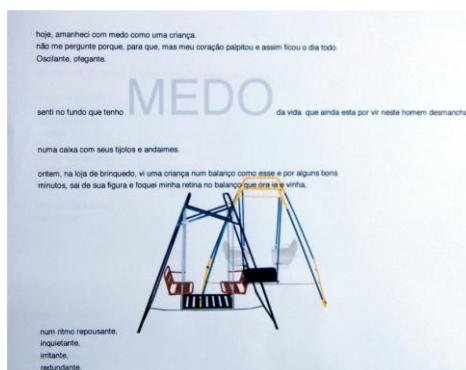 hoje, amanheci com medo como uma criança.
não me pergunte porque, para que, mas meu coração palpitou e assim ficou o dia todo.
Oscilante, ofegante.
senti no fundo que tenho MEDO da vida que ainda esta por vir neste homem desmancha
numa caixa com seus tijolos e andaimes.
ontem, na loja de brinquedo, vi uma criança num balanço como esse e por alguns bons
minutos, sai de sua figura e foquei minha retina no balanço que ora ia e vinha,
num ritmo repousante,
inquietante,
irritante,
redundante,